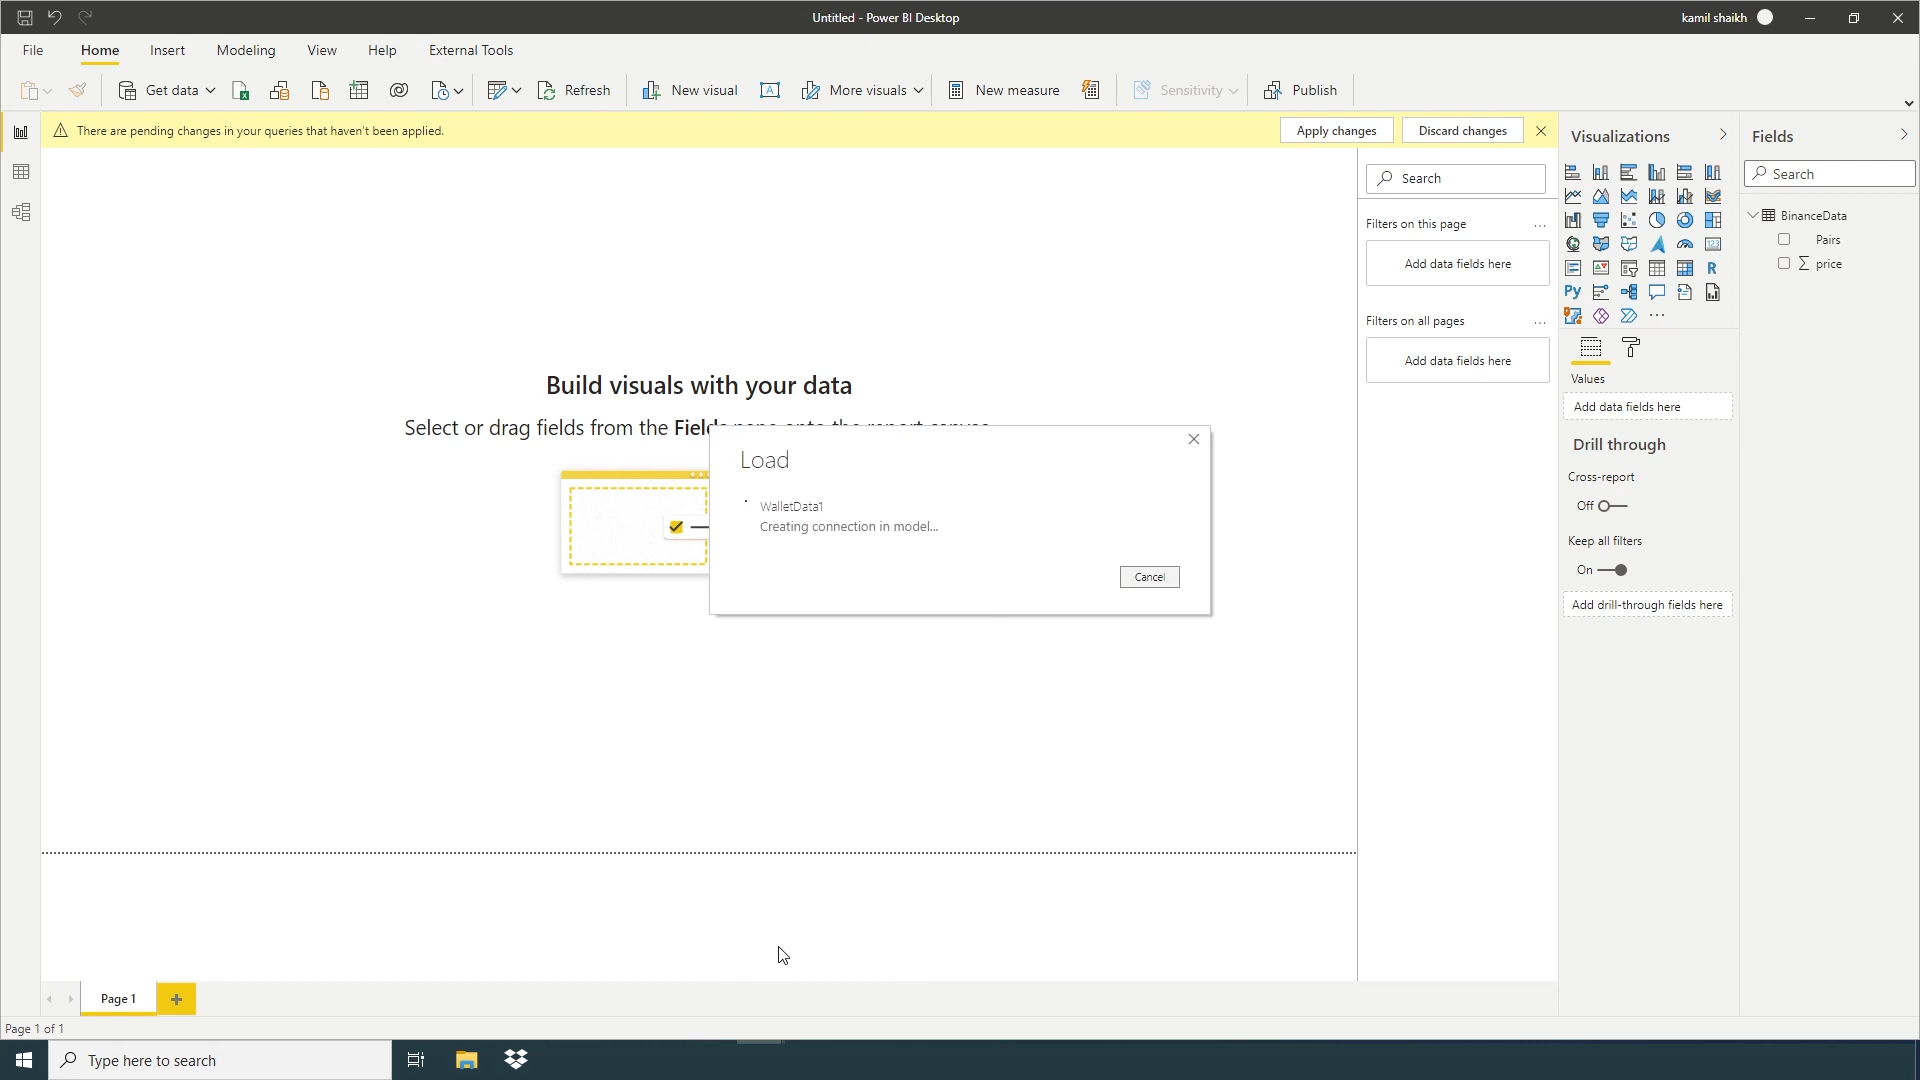 Untitled - Power BI Desktop
kamil shaikh
File Home Insert Modeling View Help External Tools
Get data Refresh New visual More visuals New measure Sensitivity Publish
There are pending changes in your queries that haven't been applied.
Apply changes Discard changes
Visualizations
Fields
Search
Search
Filters on this page ...
Add data fields here
Filters on all pages ...
Add data fields here
BinanceData
Pairs
Σ price
123
R
Py
Values
Add data fields here
Drill through
Cross-report
Off
Keep all filters
On
Add drill-through fields here
Build visuals with your data
Select or drag fields from the
Load
WalletData1
Creating connection in model...
Cancel
Page 1
Page 1 of 1
Type here to search